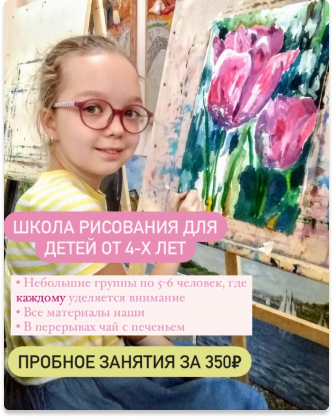 ШКОЛА РИСОВАНИЯ ДЛЯ
ДЕТЕЙ ОТ 4-Х ЛЕТ
• Небольшие группы по 5-6 человек, где
каждому уделяется внимание
• Все материалы наши
• В перерывах чай с печеньем
ПРОБНОЕ ЗАНЯТИЯ ЗА 350₽